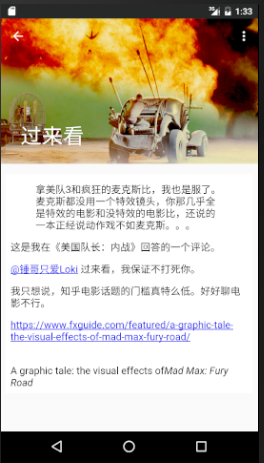 3G 1:33
过来看
拿美队3和疯狂的麦克斯比，我也是服了。
麦克斯都没用一个特效镜头，你那几乎全
是特效的电影和没特效的电影比，还说的
一本正经说动作戏不如麦克斯。。。
这是我在《美国队长：内战》回答的一个评论。
@锤哥只爱Loki 过来看，我保证不打死你。
我只想说，知乎电影话题的门槛真特么低。好好聊电
影不行。
https://www.fxguide.com/featured/a-graphic-tale-
the-visual-effects-of-mad-max-fury-road/
A graphic tale: the visual effects ofMad Max: Fury
Road